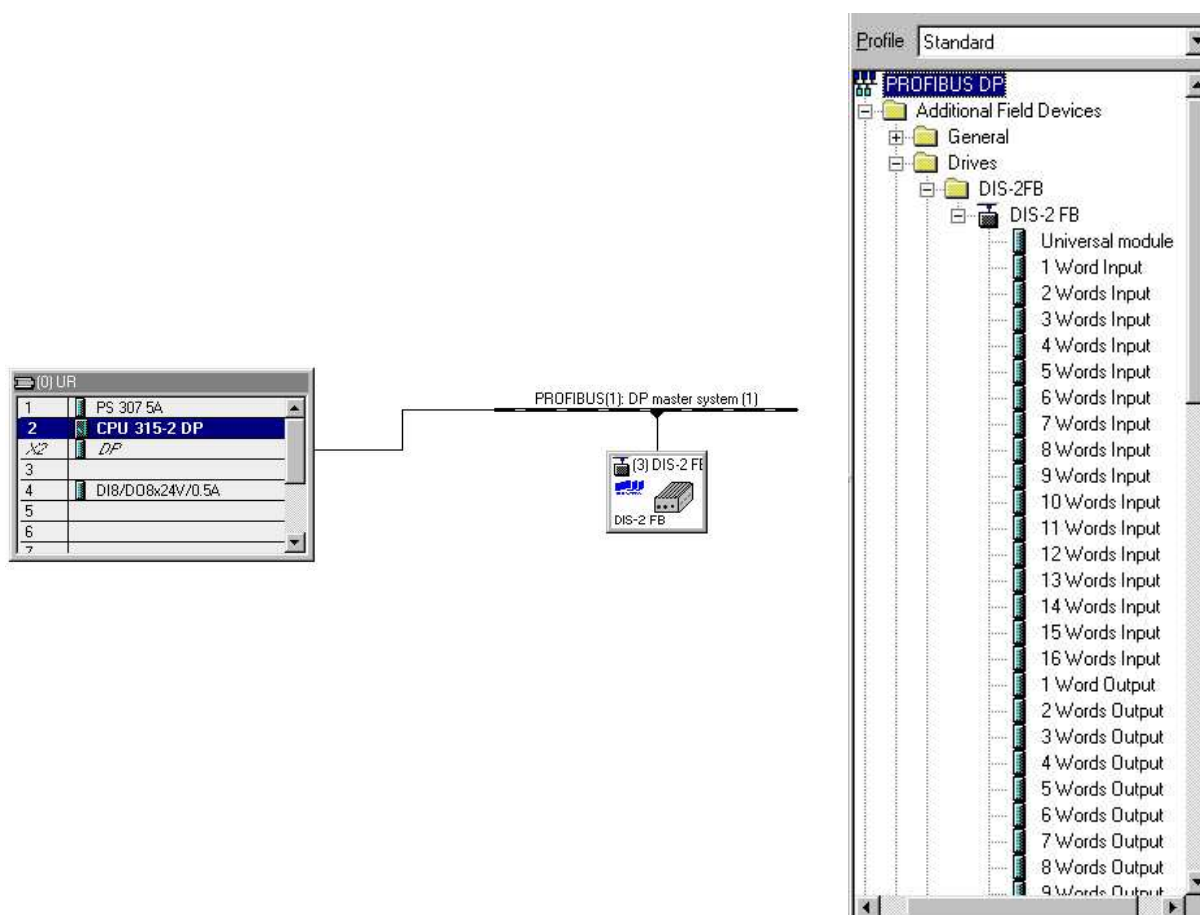 (0) UR
1 PS 307 5A
2 CPU 315-2 DP
X2 DP
3
4 DI8/DO8x24V/0.5A
5
6
7
PROFIBUS(1): DP master system (1)
(3) DIS-2 FE
DIS-2 FB
Profile Standard
PROFIBUS DP
Additional Field Devices
General
Drives
DIS-2FB
DIS-2 FB
Universal module
1 Word Input
2 Words Input
3 Words Input
4 Words Input
5 Words Input
6 Words Input
7 Words Input
8 Words Input
9 Words Input
10 Words Input
11 Words Input
12 Words Input
13 Words Input
14 Words Input
15 Words Input
16 Words Input
1 Word Output
2 Words Output
3 Words Output
4 Words Output
5 Words Output
6 Words Output
7 Words Output
8 Words Output
9 Words Output